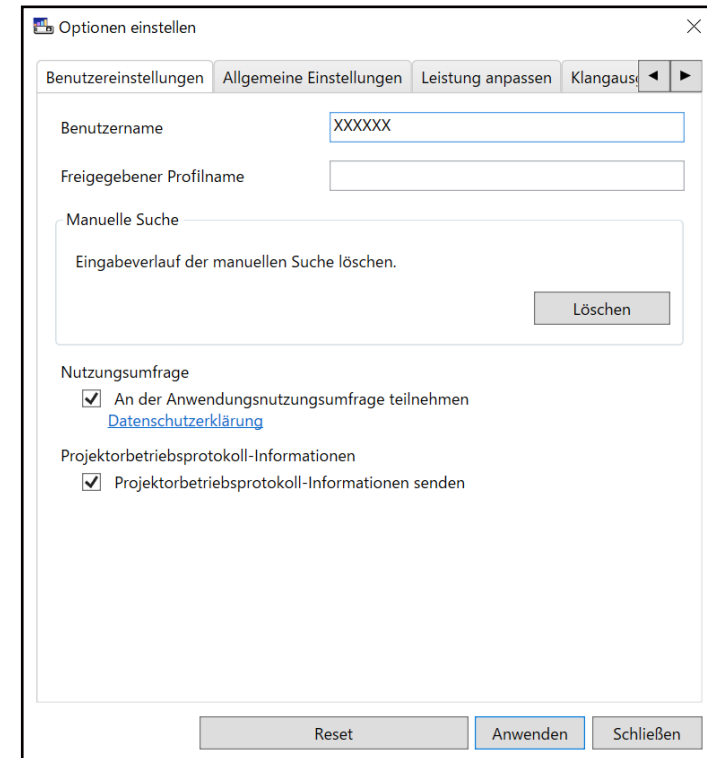 Optionen einstellen
Benutzereinstellungen Allgemeine Einstellungen Leistung anpassen
Benutzername XXXXXX
Freigegebener Profilname
Manuelle Suche
Eingabeverlauf der manuellen Suche löschen.
Löschen
Nutzungsumfrage
An der Anwendungsnutzungsumfrage teilnehmen
Datenschutzerklärung
Projektorbetriebsprotokoll-Informationen
Projektorbetriebsprotokoll-Informationen senden
Reset Anwenden Schließen